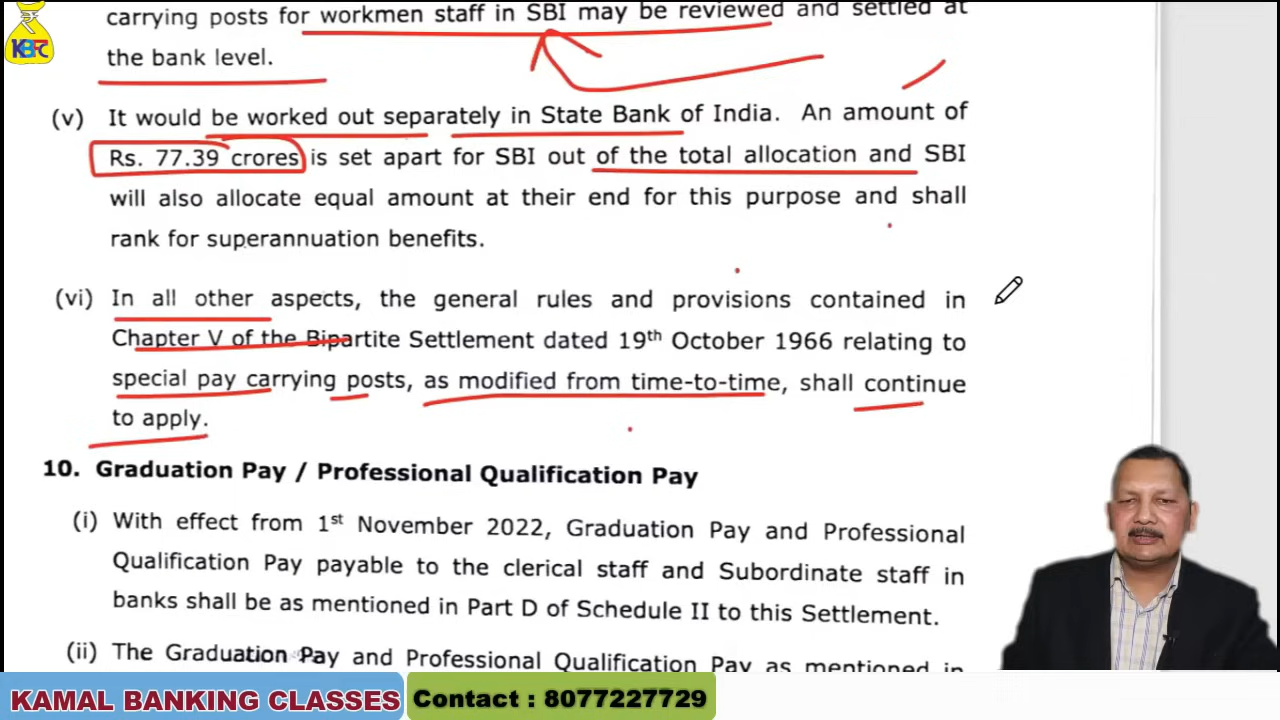 carrying posts for workmen staff in SBI may be reviewed and settled at
the bank level.
KBC
(v) It would be worked out separately in State Bank of India. An amount of
Rs. 77.39 crores is set apart for SBI out of the total allocation and SBI
will also allocate equal amount at their end for this purpose and shall
rank for superannuation benefits.
(vi) In all other aspects, the general rules and provisions contained in
Chapter V of the Bipartite Settlement dated 19th October 1966 relating to
special pay carrying posts, as modified from time-to-time, shall continue
to apply.
10. Graduation Pay / Professional Qualification Pay
(i) With effect from 1st November 2022, Graduation Pay and Professional
Qualification Pay payable to the clerical staff and Subordinate staff in
banks shall be as mentioned in Part D of Schedule II to this Settlement.
(ii) The Graduation Pay and Professional Qualification Pay as mentioned in
KAMAL BANKING CLASSES
Contact : 8077227729